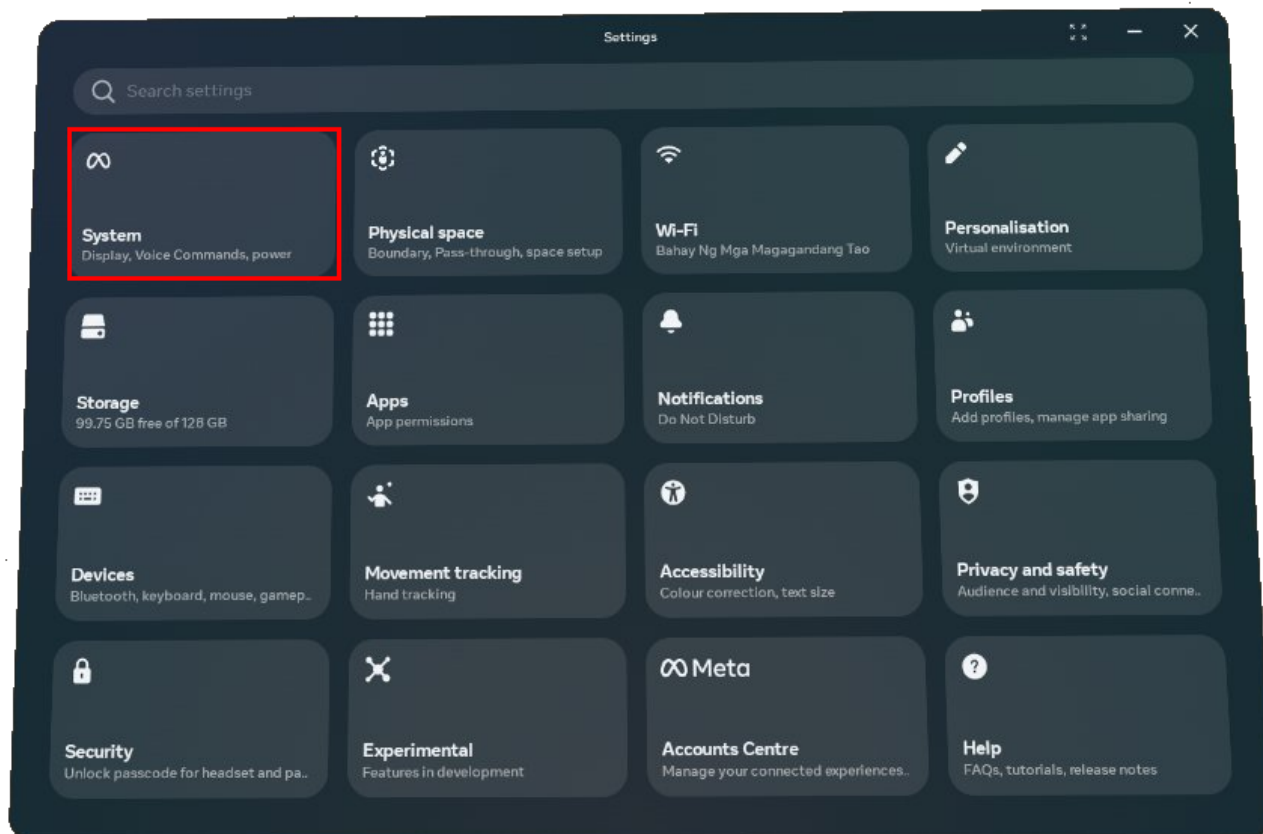 Settings
Search settings
System
Display, Voice Commands, power
Physical space
Boundary, Pass-through, space setup
Wi-Fi
Bahay Ng Mga Magagandang Tao
Personalisation
Virtual environment
Storage
99.75 GB free of 128 GB
Apps
App permissions
Notifications
Do Not Disturb
Profiles
Add profiles, manage app sharing
Devices
Bluetooth, keyboard, mouse, gamep..
Movement tracking
Hand tracking
Accessibility
Colour correction, text size
Privacy and safety
Audience and visibility, social conne..
Security
Unlock passcode for headset and pa..
Experimental
Features in development
Meta
Accounts Centre
Manage your connected experiences..
Help
FAQs, tutorials, release notes